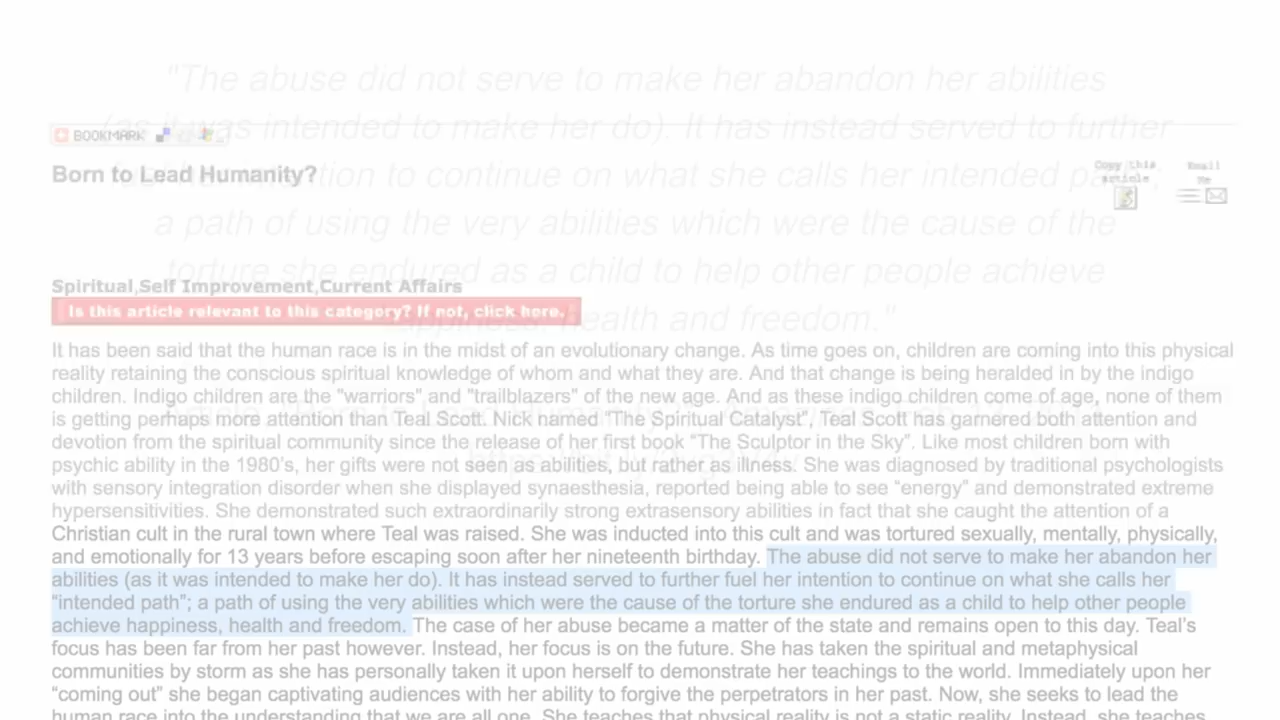 "The abuse did not serve to make her abandon her abilities
(as it was intended to make her do). It has instead served to further
fuel her intention to continue on what she calls her intended path;
a path of using the very abilities which were the cause of the
torture she endured as a child to help other people achieve
happiness, health and freedom."
BOOKMARK
Born to Lead Humanity?
Copy this
article
Email
Me
Spiritual,Self Improvement,Current Affairs
Is this article relevant to this category? If not, click here.
It has been said that the human race is in the midst of an evolutionary change. As time goes on, children are coming into this physical
reality retaining the conscious spiritual knowledge of whom and what they are. And that change is being heralded in by the indigo
children. Indigo children are the "warriors" and "trailblazers" of the new age. And as these indigo children come of age, none of them
is getting perhaps more attention than Teal Scott. Nick named "The Spiritual Catalyst", Teal Scott has garnered both attention and
devotion from the spiritual community since the release of her first book "The Sculptor in the Sky". Like most children born with
psychic ability in the 1980's, her gifts were not seen as abilities, but rather as illness. She was diagnosed by traditional psychologists
with sensory integration disorder when she displayed synaesthesia, reported being able to see "energy" and demonstrated extreme
hypersensitivities. She demonstrated such extraordinarily strong extrasensory abilities in fact that she caught the attention of a
Christian cult in the rural town where Teal was raised. She was inducted into this cult and was tortured sexually, mentally, physically,
and emotionally for 13 years before escaping soon after her nineteenth birthday. The abuse did not serve to make her abandon her
abilities (as it was intended to make her do). It has instead served to further fuel her intention to continue on what she calls her
"intended path"; a path of using the very abilities which were the cause of the torture she endured as a child to help other people
achieve happiness, health and freedom. The case of her abuse became a matter of the state and remains open to this day. Teal's
focus has been far from her past however. Instead, her focus is on the future. She has taken the spiritual and metaphysical
communities by storm as she has personally taken it upon herself to demonstrate her teachings to the world. Immediately upon her
"coming out" she began captivating audiences with her ability to forgive the perpetrators in her past. Now, she seeks to lead the
human race into the understanding that we are all one. She teaches that physical reality is not a static reality. Instead, she teaches